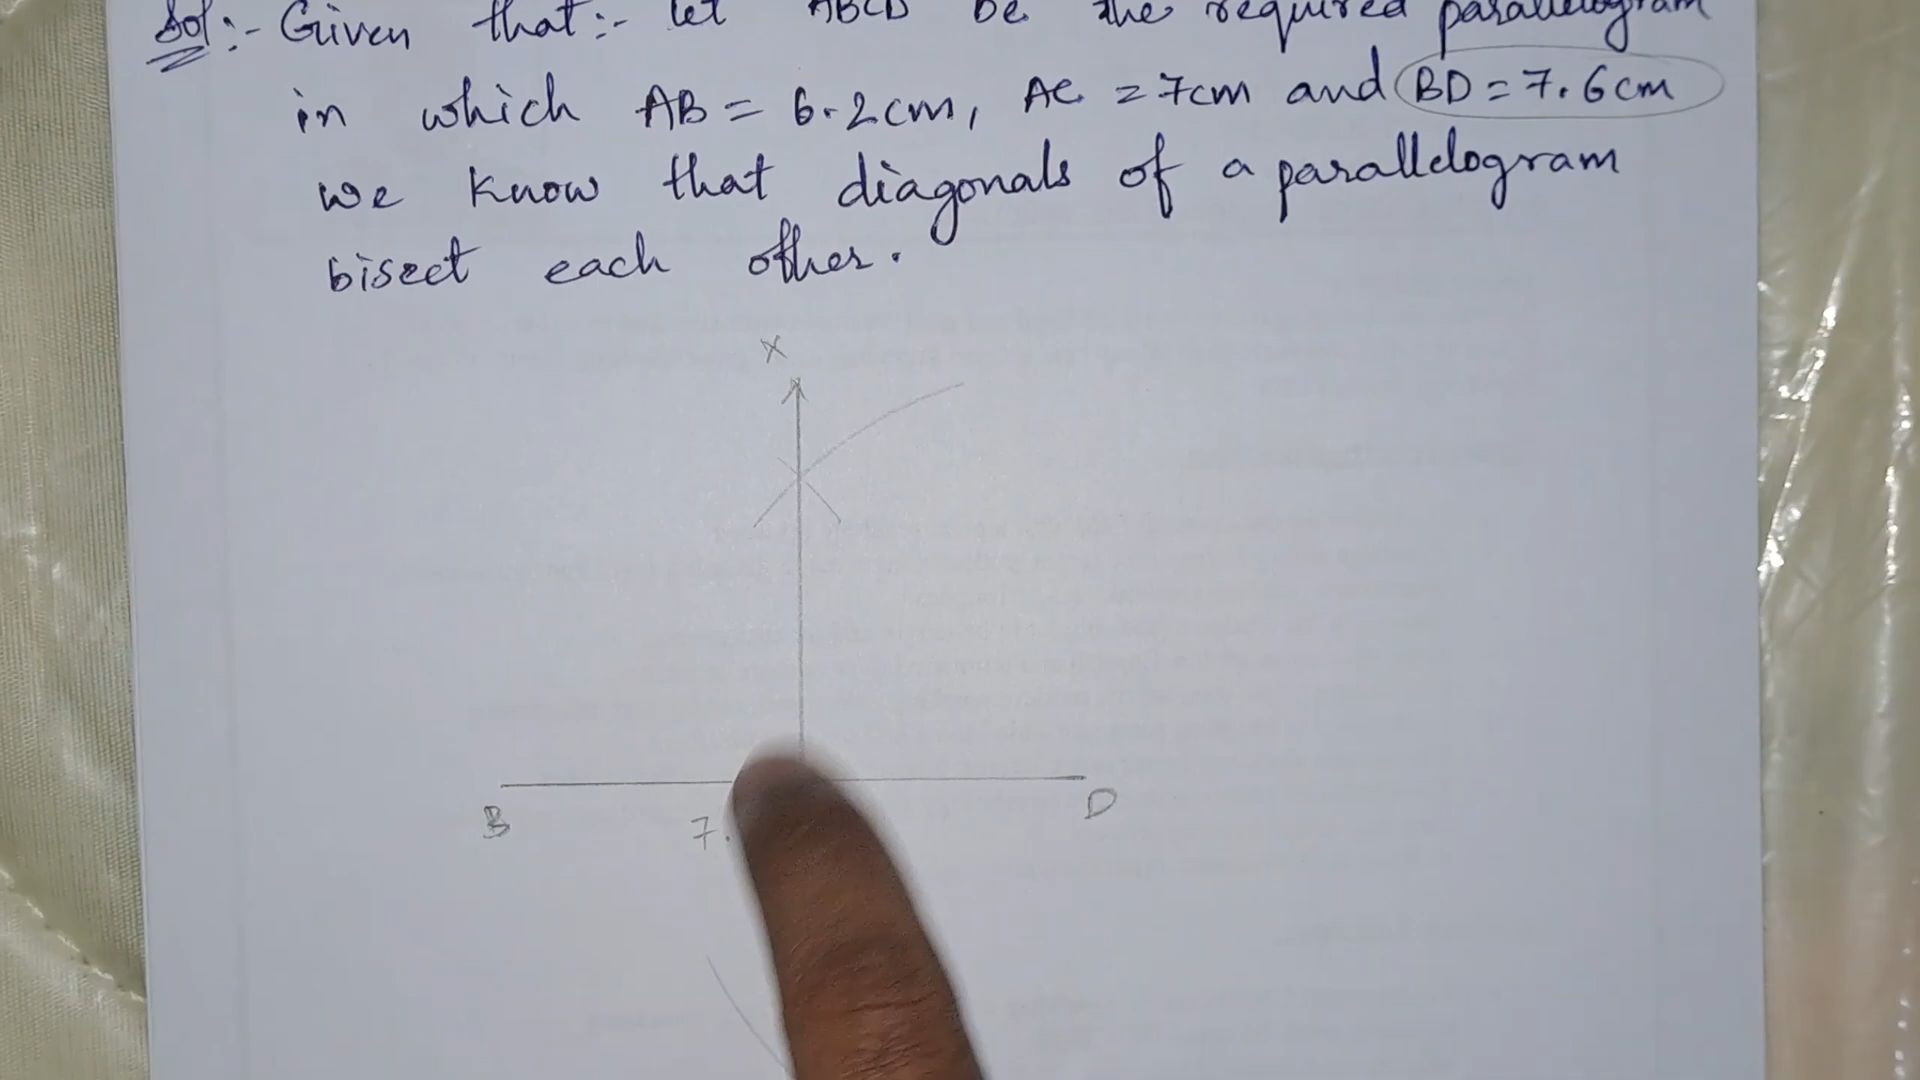 Sol:- Given that:- let ABCD be the required parallelogram
in which AB = 6.2cm, AC = 7cm and BD = 7.6cm
we know that diagonals of a parallelogram
bisect each other.
X
B D
7.